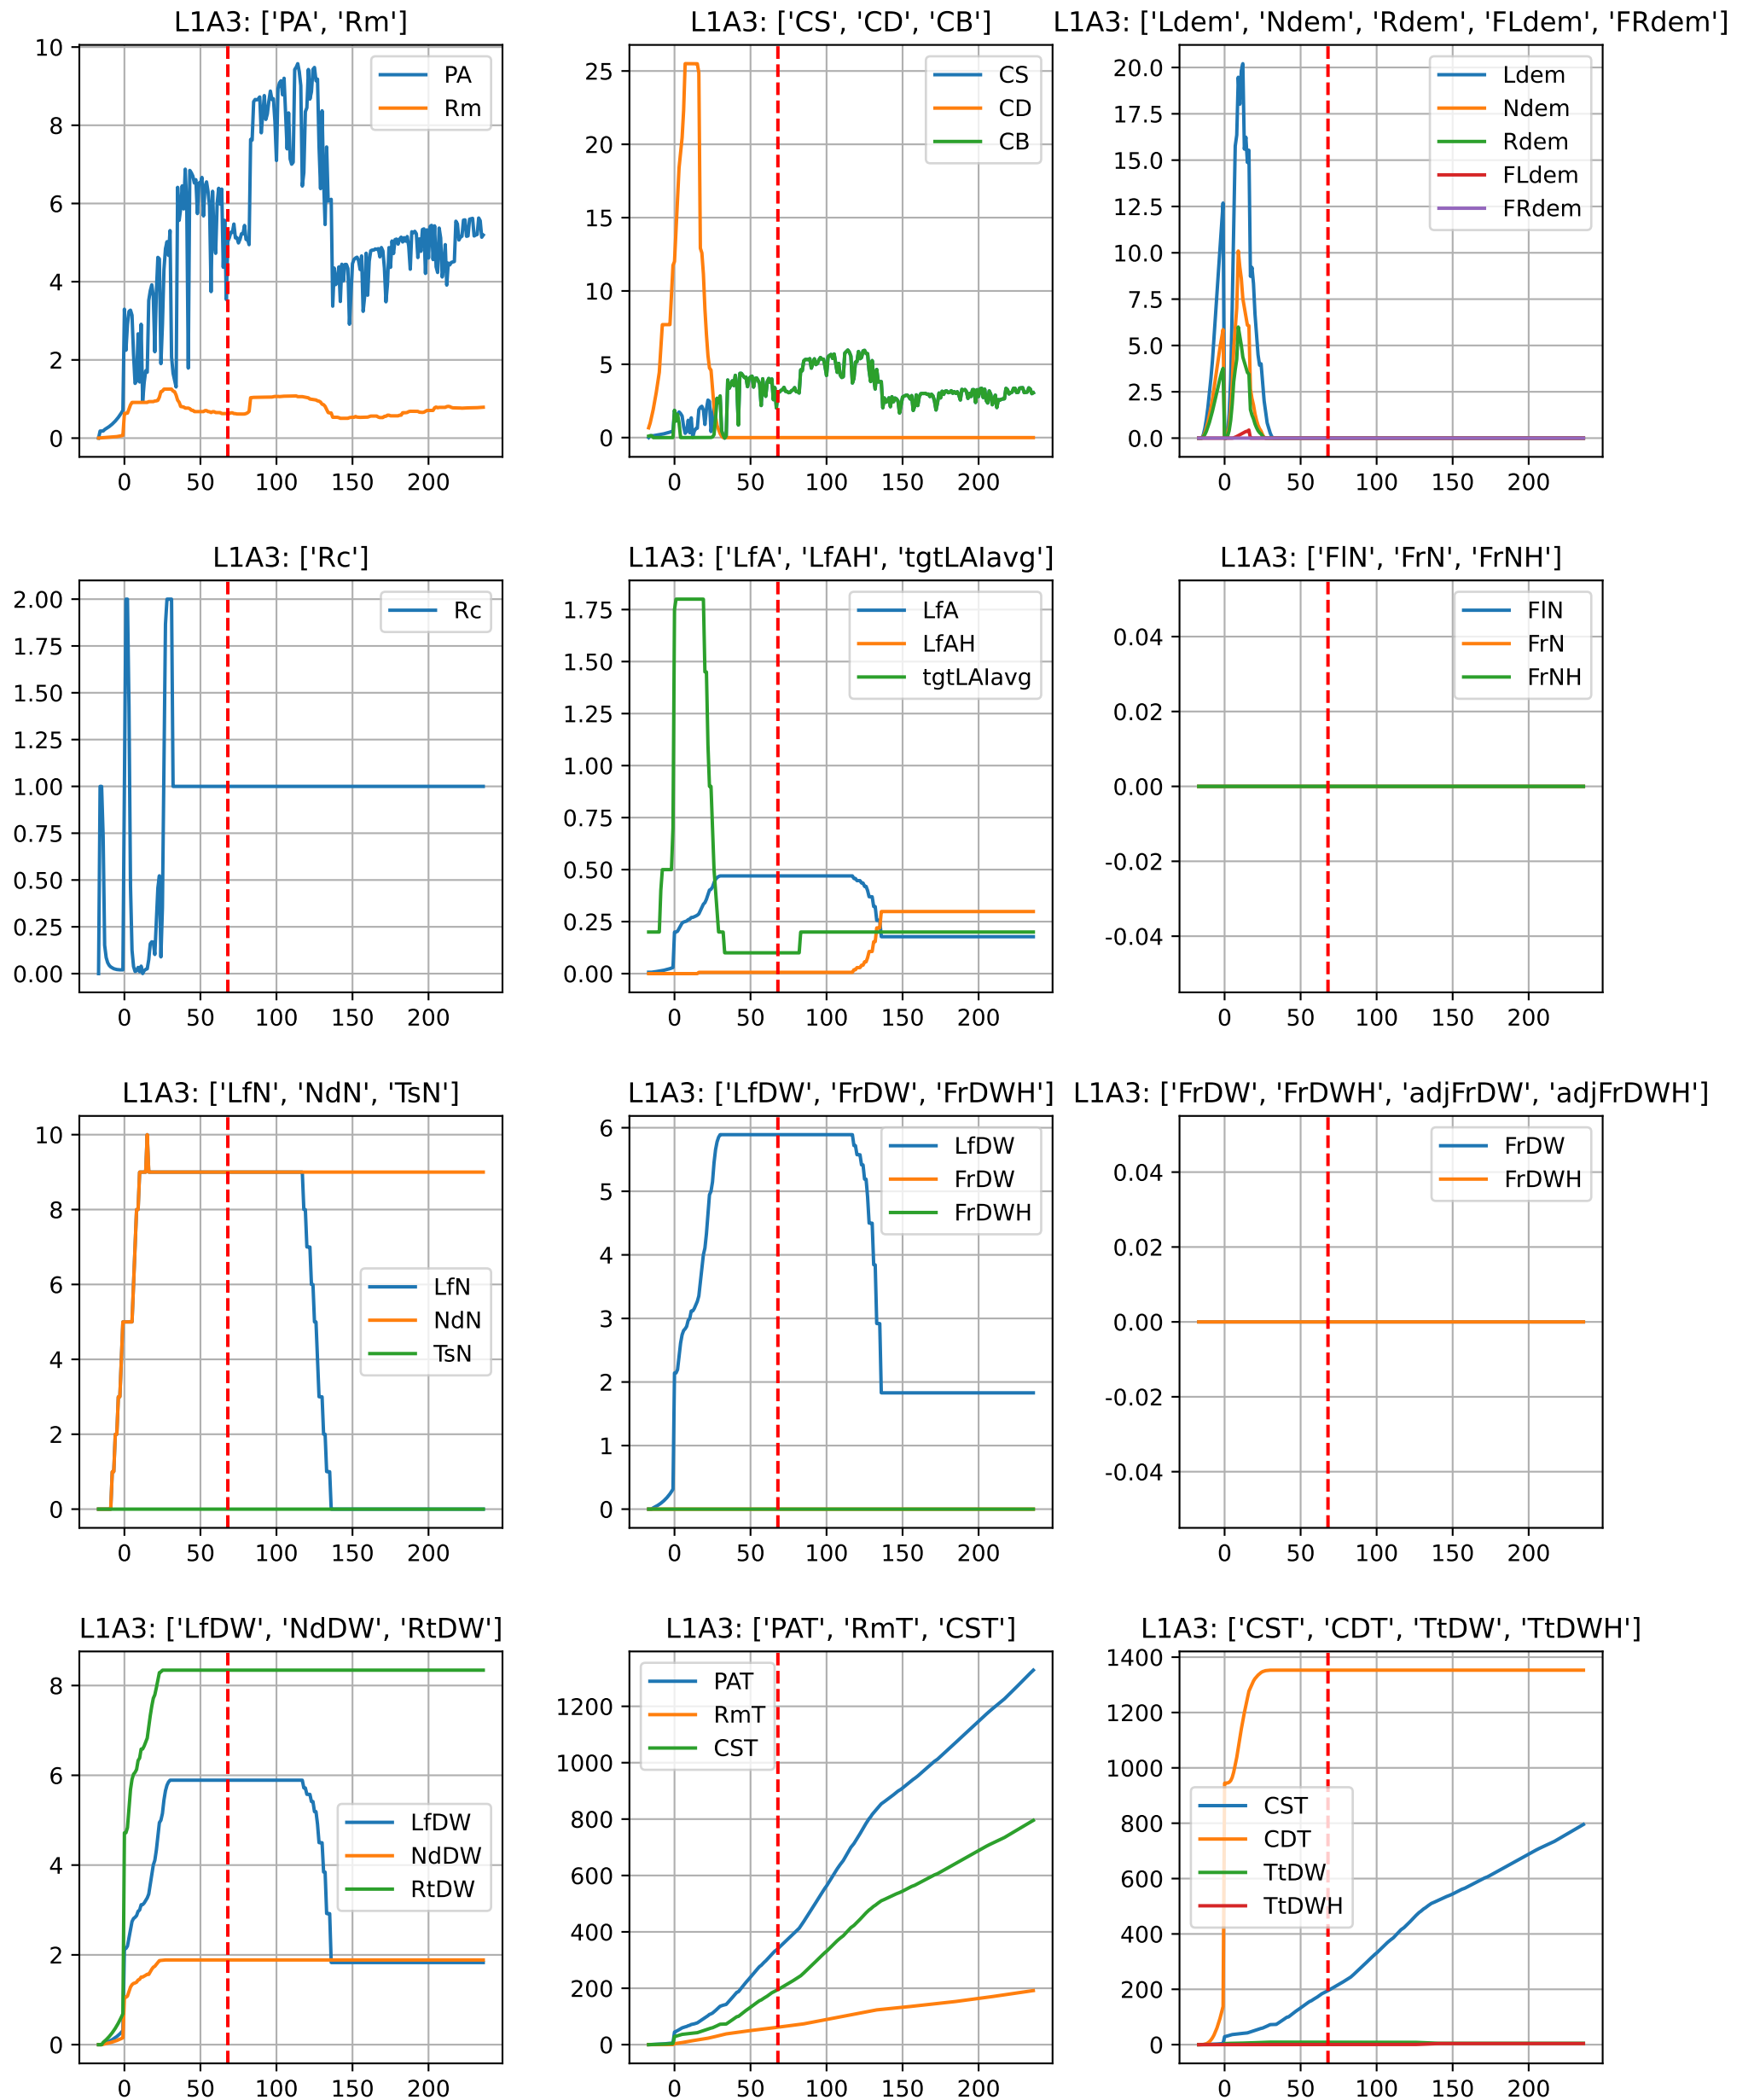 L1A3: ['PA', 'Rm']
10
8
6
4
2
0
0 50 100 150 200
PA
Rm
L1A3: ['CS', 'CD', 'CB']
25
20
15
10
5
0
0 50 100 150 200
CS
CD
CB
L1A3: ['Ldem', 'Ndem', 'Rdem', 'FLdem', 'FRdem']
20.0
17.5
15.0
12.5
10.0
7.5
5.0
2.5
0.0
0 50 100 150 200
Ldem
Ndem
Rdem
FLdem
FRdem
L1A3: ['Rc']
2.00
1.75
1.50
1.25
1.00
0.75
0.50
0.25
0.00
0 50 100 150 200
Rc
L1A3: ['LfA', 'LfAH', 'tgtLAIavg']
1.75
1.50
1.25
1.00
0.75
0.50
0.25
0.00
0 50 100 150 200
LfA
LfAH
tgtLAIavg
L1A3: ['FlN', 'FrN', 'FrNH']
0.04
0.02
0.00
-0.02
-0.04
0 50 100 150 200
FlN
FrN
FrNH
L1A3: ['LfN', 'NdN', 'TsN']
10
8
6
4
2
0
0 50 100 150 200
LfN
NdN
TsN
L1A3: ['LfDW', 'FrDW', 'FrDWH']
6
5
4
3
2
1
0
0 50 100 150 200
LfDW
FrDW
FrDWH
L1A3: ['FrDW', 'FrDWH', 'adjFrDW', 'adjFrDWH']
0.04
0.02
0.00
-0.02
-0.04
0 50 100 150 200
FrDW
FrDWH
L1A3: ['LfDW', 'NdDW', 'RtDW']
8
6
4
2
0
0 50 100 150 200
LfDW
NdDW
RtDW
L1A3: ['PAT', 'RmT', 'CST']
1200
1000
800
600
400
200
0
0 50 100 150 200
PAT
RmT
CST
L1A3: ['CST', 'CDT', 'TtDW', 'TtDWH']
1400
1200
1000
800
600
400
200
0
0 50 100 150 200
CST
CDT
TtDW
TtDWH